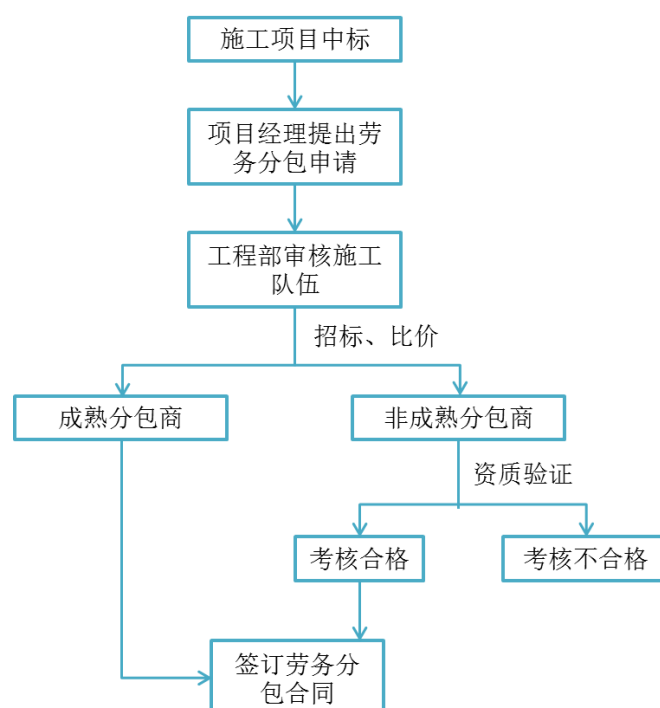 施工项目中标
项目经理提出劳
务分包申请
工程部审核施工
队伍
招标、比价
成熟分包商
非成熟分包商
资质验证
考核合格
考核不合格
签订劳务分
包合同